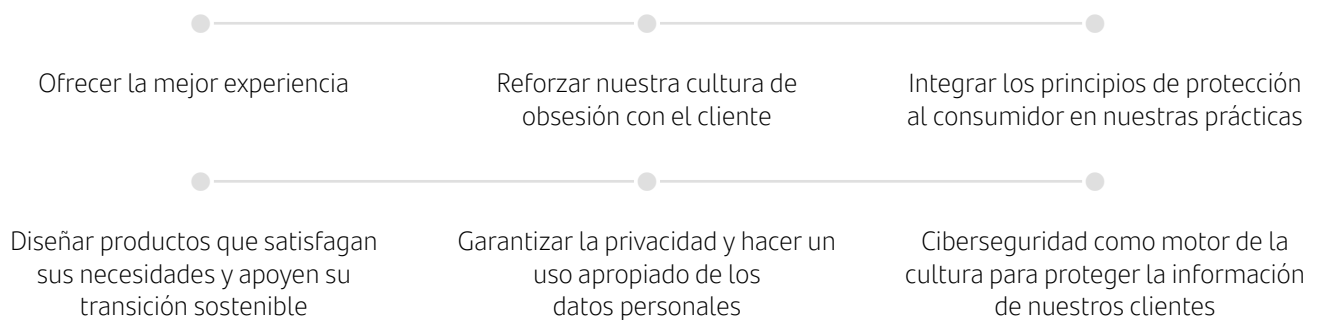 Ofrecer la mejor experiencia
Reforzar nuestra cultura de
obsesión con el cliente
Integrar los principios de protección
al consumidor en nuestras prácticas
Diseñar productos que satisfagan
sus necesidades y apoyen su
transición sostenible
Garantizar la privacidad y hacer un
uso apropiado de los
datos personales
Ciberseguridad como motor de la
cultura para proteger la información
de nuestros clientes